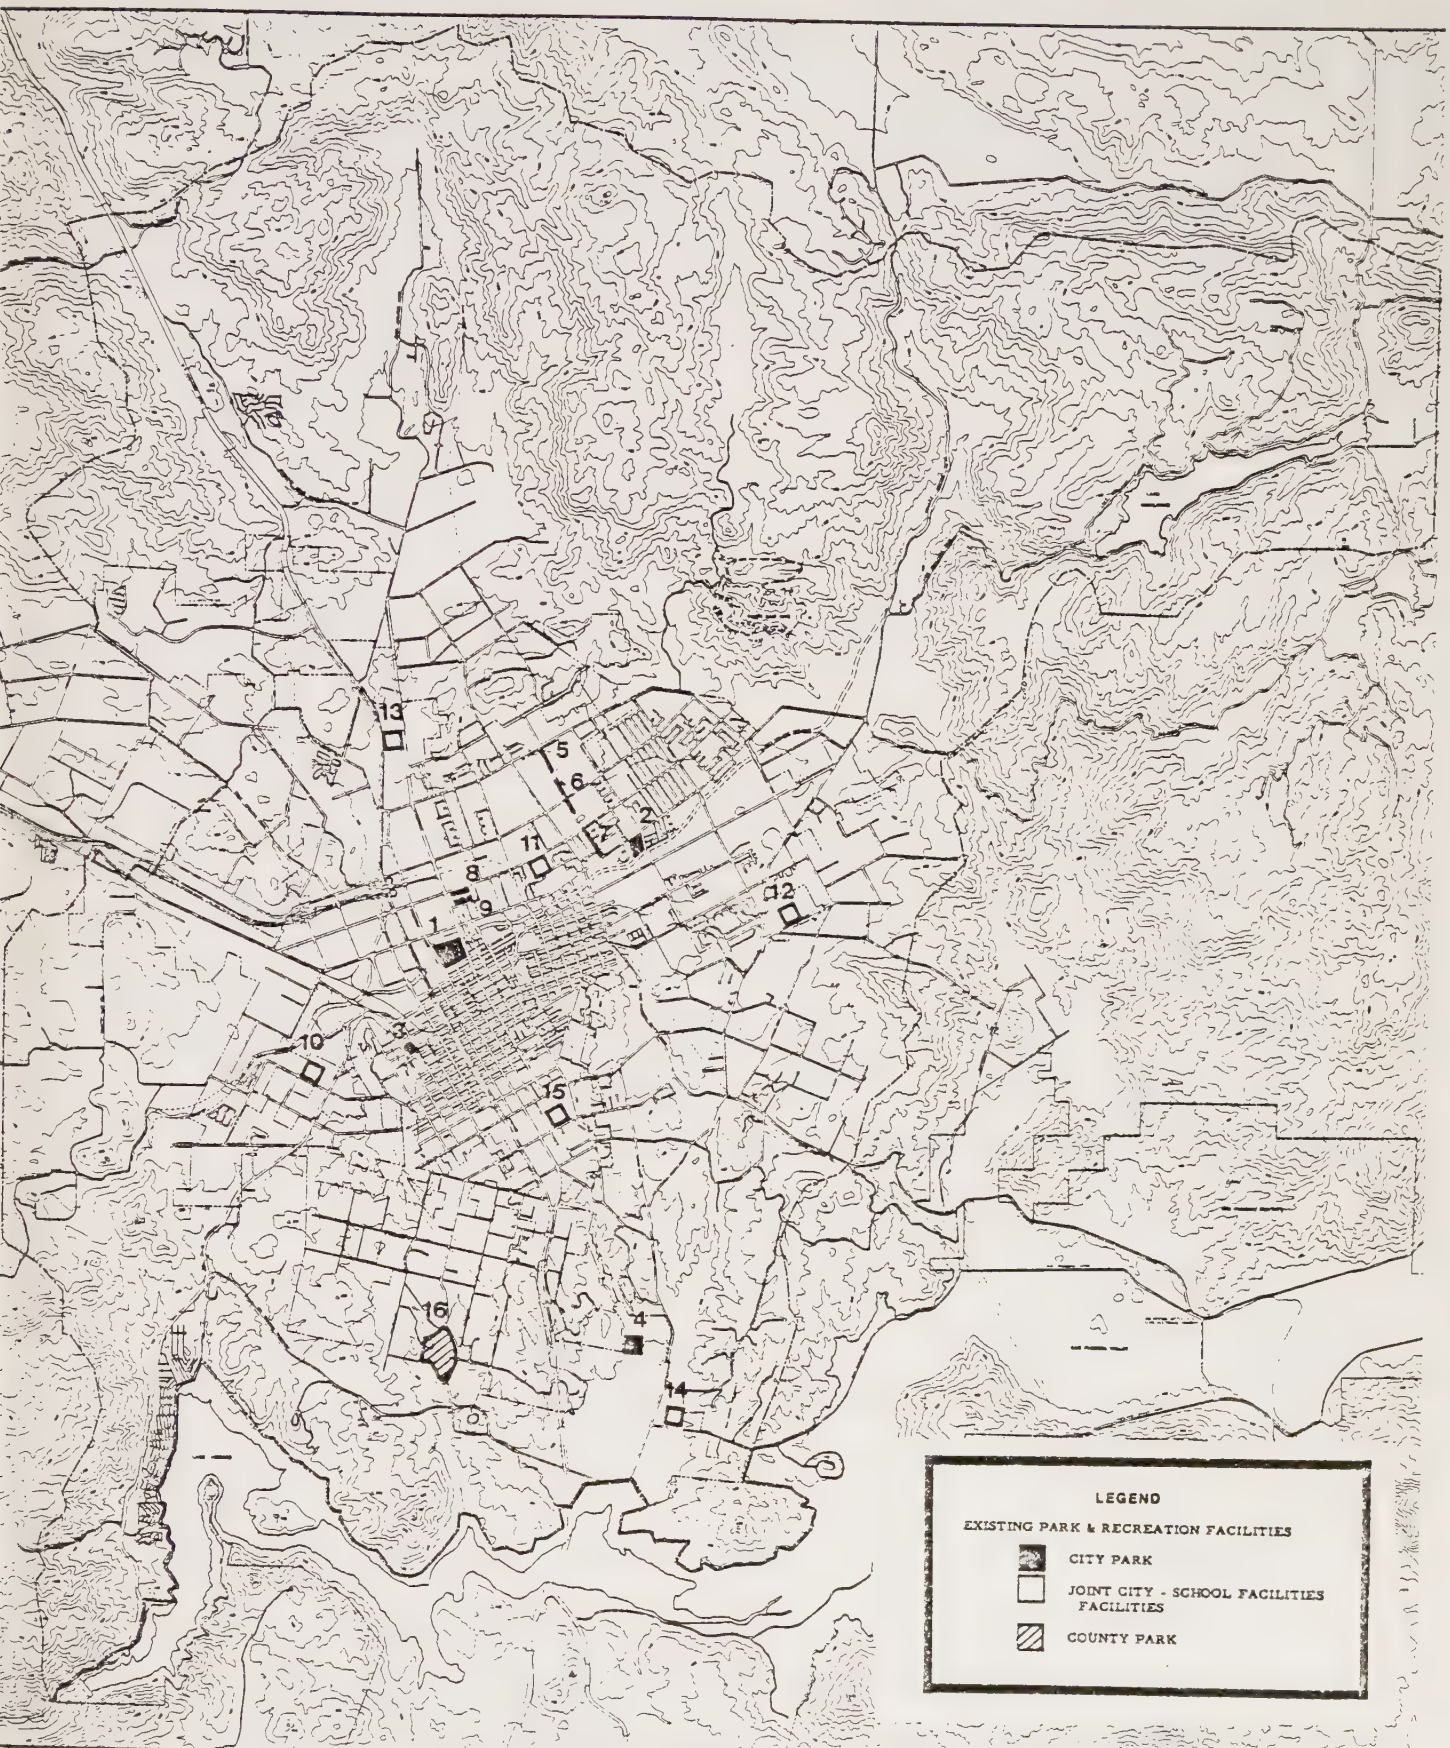 13
5
6
2
11
7
8
12
9
1
3
10
15
16
4
14
LEGEND
EXISTING PARK & RECREATION FACILITIES
CITY PARK
JOINT CITY - SCHOOL FACILITIES
FACILITIES
COUNTY PARK